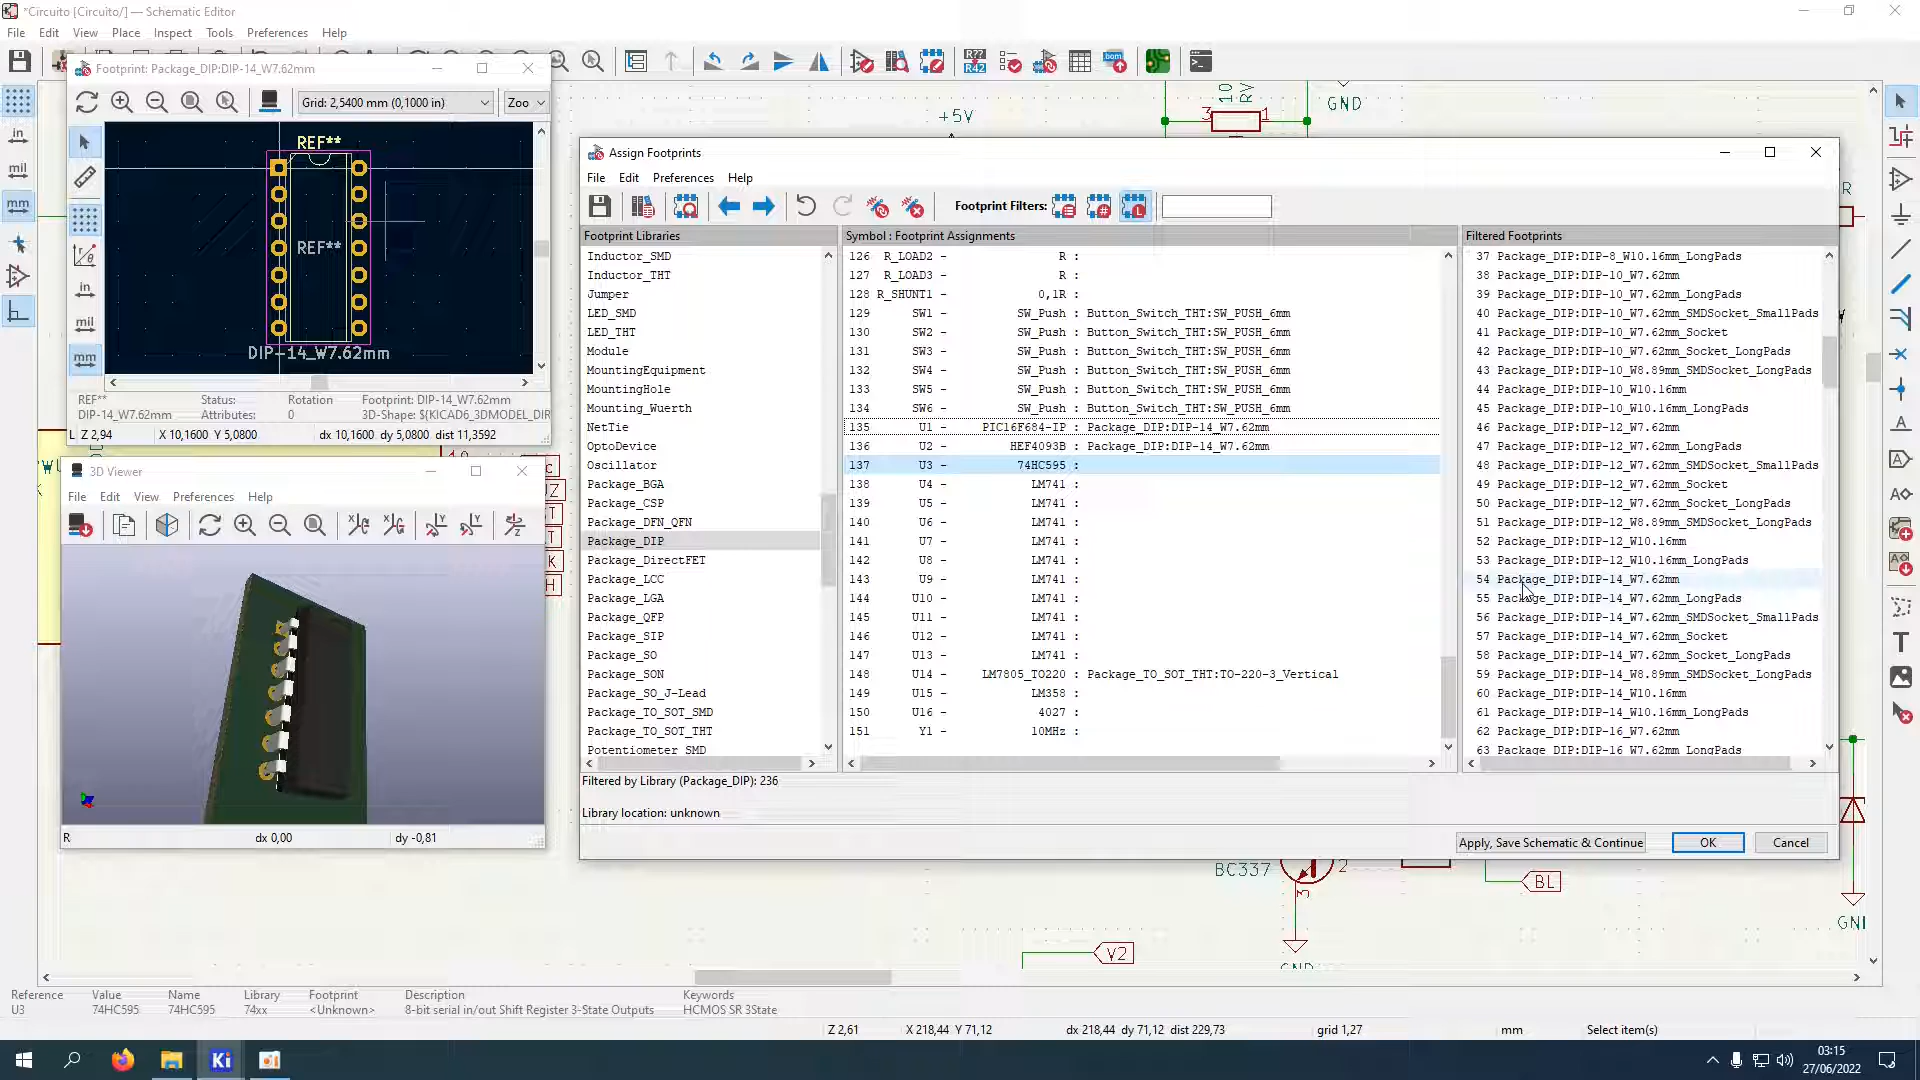 *Circuito [Circuito/] — Schematic Editor
File Edit View Place Inspect Tools Preferences Help
Footprint: Package_DIP:DIP-14_W7.62mm
Grid: 2,5400 mm (0,1000 in)
Zoo
in
mil
mm
REF**
REF**
DIP-14_W7.62mm
in
mil
mm
REF** Status: Rotation Footprint: DIP-14_W7.62mm
DIP-14_W7.62mm Attributes: 0 3D-Shape: ${KICAD6_3DMODEL_DIR
L Z 2,94 X 10,1600 Y 5,0800 dx 10,1600 dy 5,0800 dist 11,3592
3D Viewer
File Edit View Preferences Help
R dx 0,00 dy -0,81
+5V
10
RV
3
1
GND
R
Assign Footprints
File Edit Preferences Help
Footprint Filters:
Footprint Libraries
Inductor_SMD
Inductor_THT
Jumper
LED_SMD
LED_THT
Module
MountingEquipment
MountingHole
Mounting_Wuerth
NetTie
OptoDevice
Oscillator
Package_BGA
Package_CSP
Package_DFN_QFN
Package_DIP
Package_DirectFET
Package_LCC
Package_LGA
Package_QFP
Package_SIP
Package_SO
Package_SON
Package_SO_J-Lead
Package_TO_SOT_SMD
Package_TO_SOT_THT
Potentiometer_SMD
Symbol : Footprint Assignments
126 R_LOAD2 - R :
127 R_LOAD3 - R :
128 R_SHUNT1 - 0,1R :
129 SW1 - SW_Push : Button_Switch_THT:SW_PUSH_6mm
130 SW2 - SW_Push : Button_Switch_THT:SW_PUSH_6mm
131 SW3 - SW_Push : Button_Switch_THT:SW_PUSH_6mm
132 SW4 - SW_Push : Button_Switch_THT:SW_PUSH_6mm
133 SW5 - SW_Push : Button_Switch_THT:SW_PUSH_6mm
134 SW6 - SW_Push : Button_Switch_THT:SW_PUSH_6mm
135 U1 - PIC16F684-IP : Package_DIP:DIP-14_W7.62mm
136 U2 - HEF4093B : Package_DIP:DIP-14_W7.62mm
137 U3 - 74HC595 :
138 U4 - LM741 :
139 U5 - LM741 :
140 U6 - LM741 :
141 U7 - LM741 :
142 U8 - LM741 :
143 U9 - LM741 :
144 U10 - LM741 :
145 U11 - LM741 :
146 U12 - LM741 :
147 U13 - LM741 :
148 U14 - LM7805_TO220 : Package_TO_SOT_THT:TO-220-3_Vertical
149 U15 - LM358 :
150 U16 - 4027 :
151 Y1 - 10MHz :
Filtered Footprints
37 Package_DIP:DIP-8_W10.16mm_LongPads
38 Package_DIP:DIP-10_W7.62mm
39 Package_DIP:DIP-10_W7.62mm_LongPads
40 Package_DIP:DIP-10_W7.62mm_SMDSocket_SmallPads
41 Package_DIP:DIP-10_W7.62mm_Socket
42 Package_DIP:DIP-10_W7.62mm_Socket_LongPads
43 Package_DIP:DIP-10_W8.89mm_SMDSocket_LongPads
44 Package_DIP:DIP-10_W10.16mm
45 Package_DIP:DIP-10_W10.16mm_LongPads
46 Package_DIP:DIP-12_W7.62mm
47 Package_DIP:DIP-12_W7.62mm_LongPads
48 Package_DIP:DIP-12_W7.62mm_SMDSocket_SmallPads
49 Package_DIP:DIP-12_W7.62mm_Socket
50 Package_DIP:DIP-12_W7.62mm_Socket_LongPads
51 Package_DIP:DIP-12_W8.89mm_SMDSocket_LongPads
52 Package_DIP:DIP-12_W10.16mm
53 Package_DIP:DIP-12_W10.16mm_LongPads
54 Package_DIP:DIP-14_W7.62mm
55 Package_DIP:DIP-14_W7.62mm_LongPads
56 Package_DIP:DIP-14_W7.62mm_SMDSocket_SmallPads
57 Package_DIP:DIP-14_W7.62mm_Socket
58 Package_DIP:DIP-14_W7.62mm_Socket_LongPads
59 Package_DIP:DIP-14_W8.89mm_SMDSocket_LongPads
60 Package_DIP:DIP-14_W10.16mm
61 Package_DIP:DIP-14_W10.16mm_LongPads
62 Package_DIP:DIP-16_W7.62mm
63 Package_DIP:DIP-16_W7.62mm_LongPads
Filtered by Library (Package_DIP): 236
Library location: unknown
Apply, Save Schematic & Continue
OK
Cancel
BC337
2
3
BL
V2
Reference Value Name Library Footprint Description Keywords
U3 74HC595 74HC595 74xx <Unknown> 8-bit serial in/out Shift Register 3-State Outputs HCMOS SR 3State
Z 2,61 X 218,44 Y 71,12 dx 218,44 dy 71,12 dist 229,73 grid 1,27 mm Select item(s)
Ki
03:15
27/06/2022